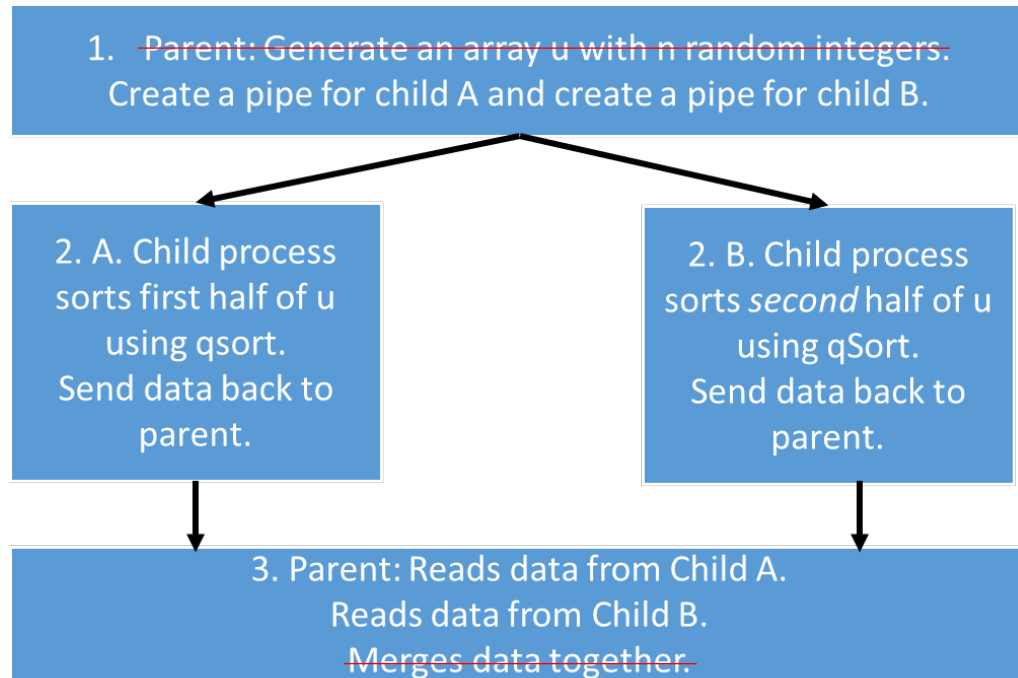 1. Parent: Generate an array u with n random integers.
Create a pipe for child A and create a pipe for child B.
2. A. Child process
sorts first half of u
using qsort.
Send data back to
parent.
2. B. Child process
sorts second half of u
using qSort.
Send data back to
parent.
3. Parent: Reads data from Child A.
Reads data from Child B.
Merges data together.